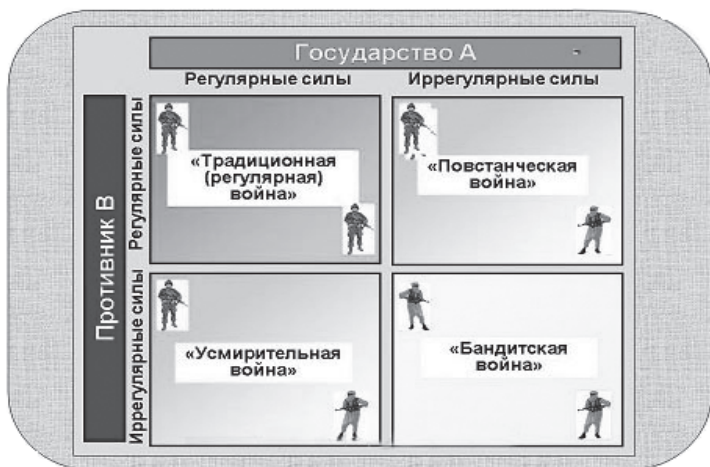 Государство А
Регулярные силы
Иррегулярные силы
Противник В
Регулярные силы
Иррегулярные силы
«Традиционная
(регулярная)
война»
«Повстанческая
война»
«Усмирительная
война»
«Бандитская
война»